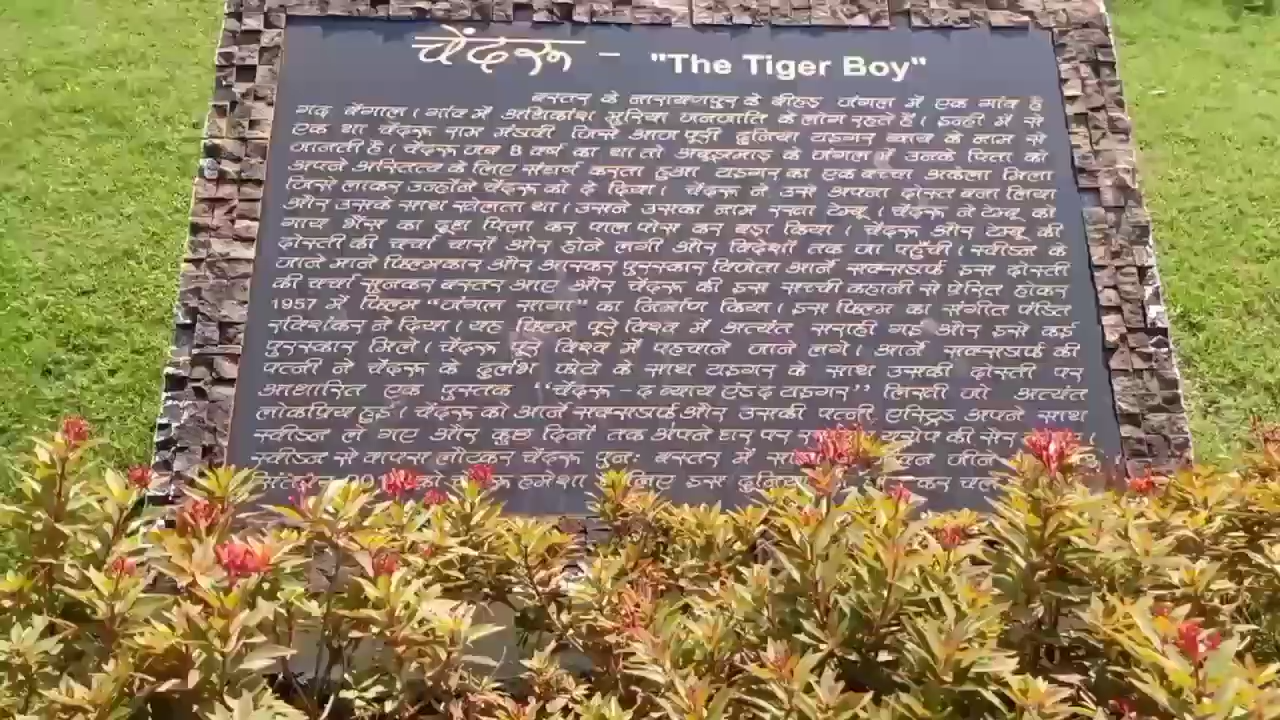 चेंदरू – "The Tiger Boy"
बस्तर के नारायणपुर के बीहड़ जंगल में एक गांव है
गढ़ बेंगाल। गांव में अधिकांश मुरिया जनजाति के लोग रहते हैं। इन्हीं में से
एक था चेंदरू राम मंडावी जिसे आज पूरी दुनिया टाइगर ब्वाय के नाम से
जानती है। चेंदरू जब 8 वर्ष का था तो अबूझमाड़ के जंगल में उनके पिता को
अपने अस्तित्व के लिए संघर्ष करता हुआ टाइगर का एक बच्चा अकेला मिला
जिसे लाकर उन्होंने चेंदरू को दे दिया। चेंदरू ने उसे अपना दोस्त बना लिया
और उसके साथ खेलता था। उसने उसका नाम रखा टेम्बू। चेंदरू ने टेम्बू को
गाय भैंस का दूध पिला कर पाल पोस कर बड़ा किया। चेंदरू और टेम्बू की
दोस्ती की चर्चा चारों ओर होने लगी और विदेशों तक जा पहुँची। स्वीडन के
जाने माने फिल्मकार और आस्कर पुरस्कार विजेता आर्ने सक्सडार्फ इस दोस्ती
की चर्चा सुनकर बस्तर आए और चेंदरू की इस सच्ची कहानी से प्रेरित होकर
1957 में फिल्म "जंगल सागा" का निर्माण किया। इस फिल्म का संगीत पंडित
रविशंकर ने दिया। यह फिल्म पूरे विश्व में अत्यंत सराही गई और इसे कई
पुरस्कार मिले। चेंदरू पूरे विश्व में पहचाने जाने लगे। आर्ने सक्सडार्फ की
पत्नी ने चेंदरू के दुर्लभ फोटो के साथ टाइगर के साथ उसकी दोस्ती पर
आधारित एक पुस्तक "चेंदरू – द ब्वाय एंड द टाइगर" लिखी जो अत्यंत
लोकप्रिय हुई। चेंदरू को आर्ने सक्सडार्फ और उसकी पत्नी एस्ट्रिड अपने साथ
स्वीडन ले गए और कुछ दिनों तक अपने घर पर यूरोप की सैर
स्वीडन से वापस लौटकर चेंदरू पुनः बस्तर में जीने
को हमेशा लिए इस कर